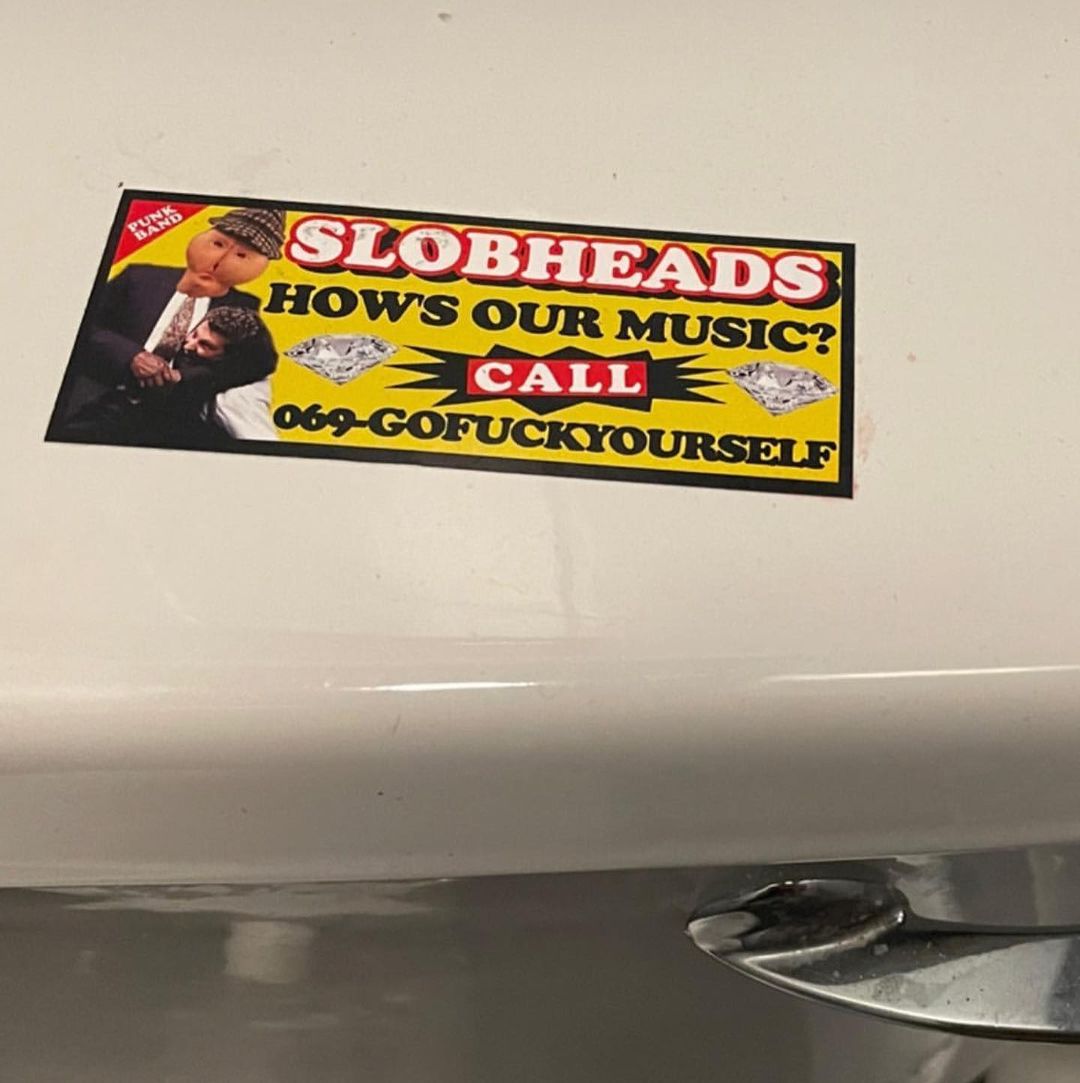 PUNK
BAND
SLOBHEADS
HOW'S OUR MUSIC?
CALL
069-GOFUCKYOURSELF